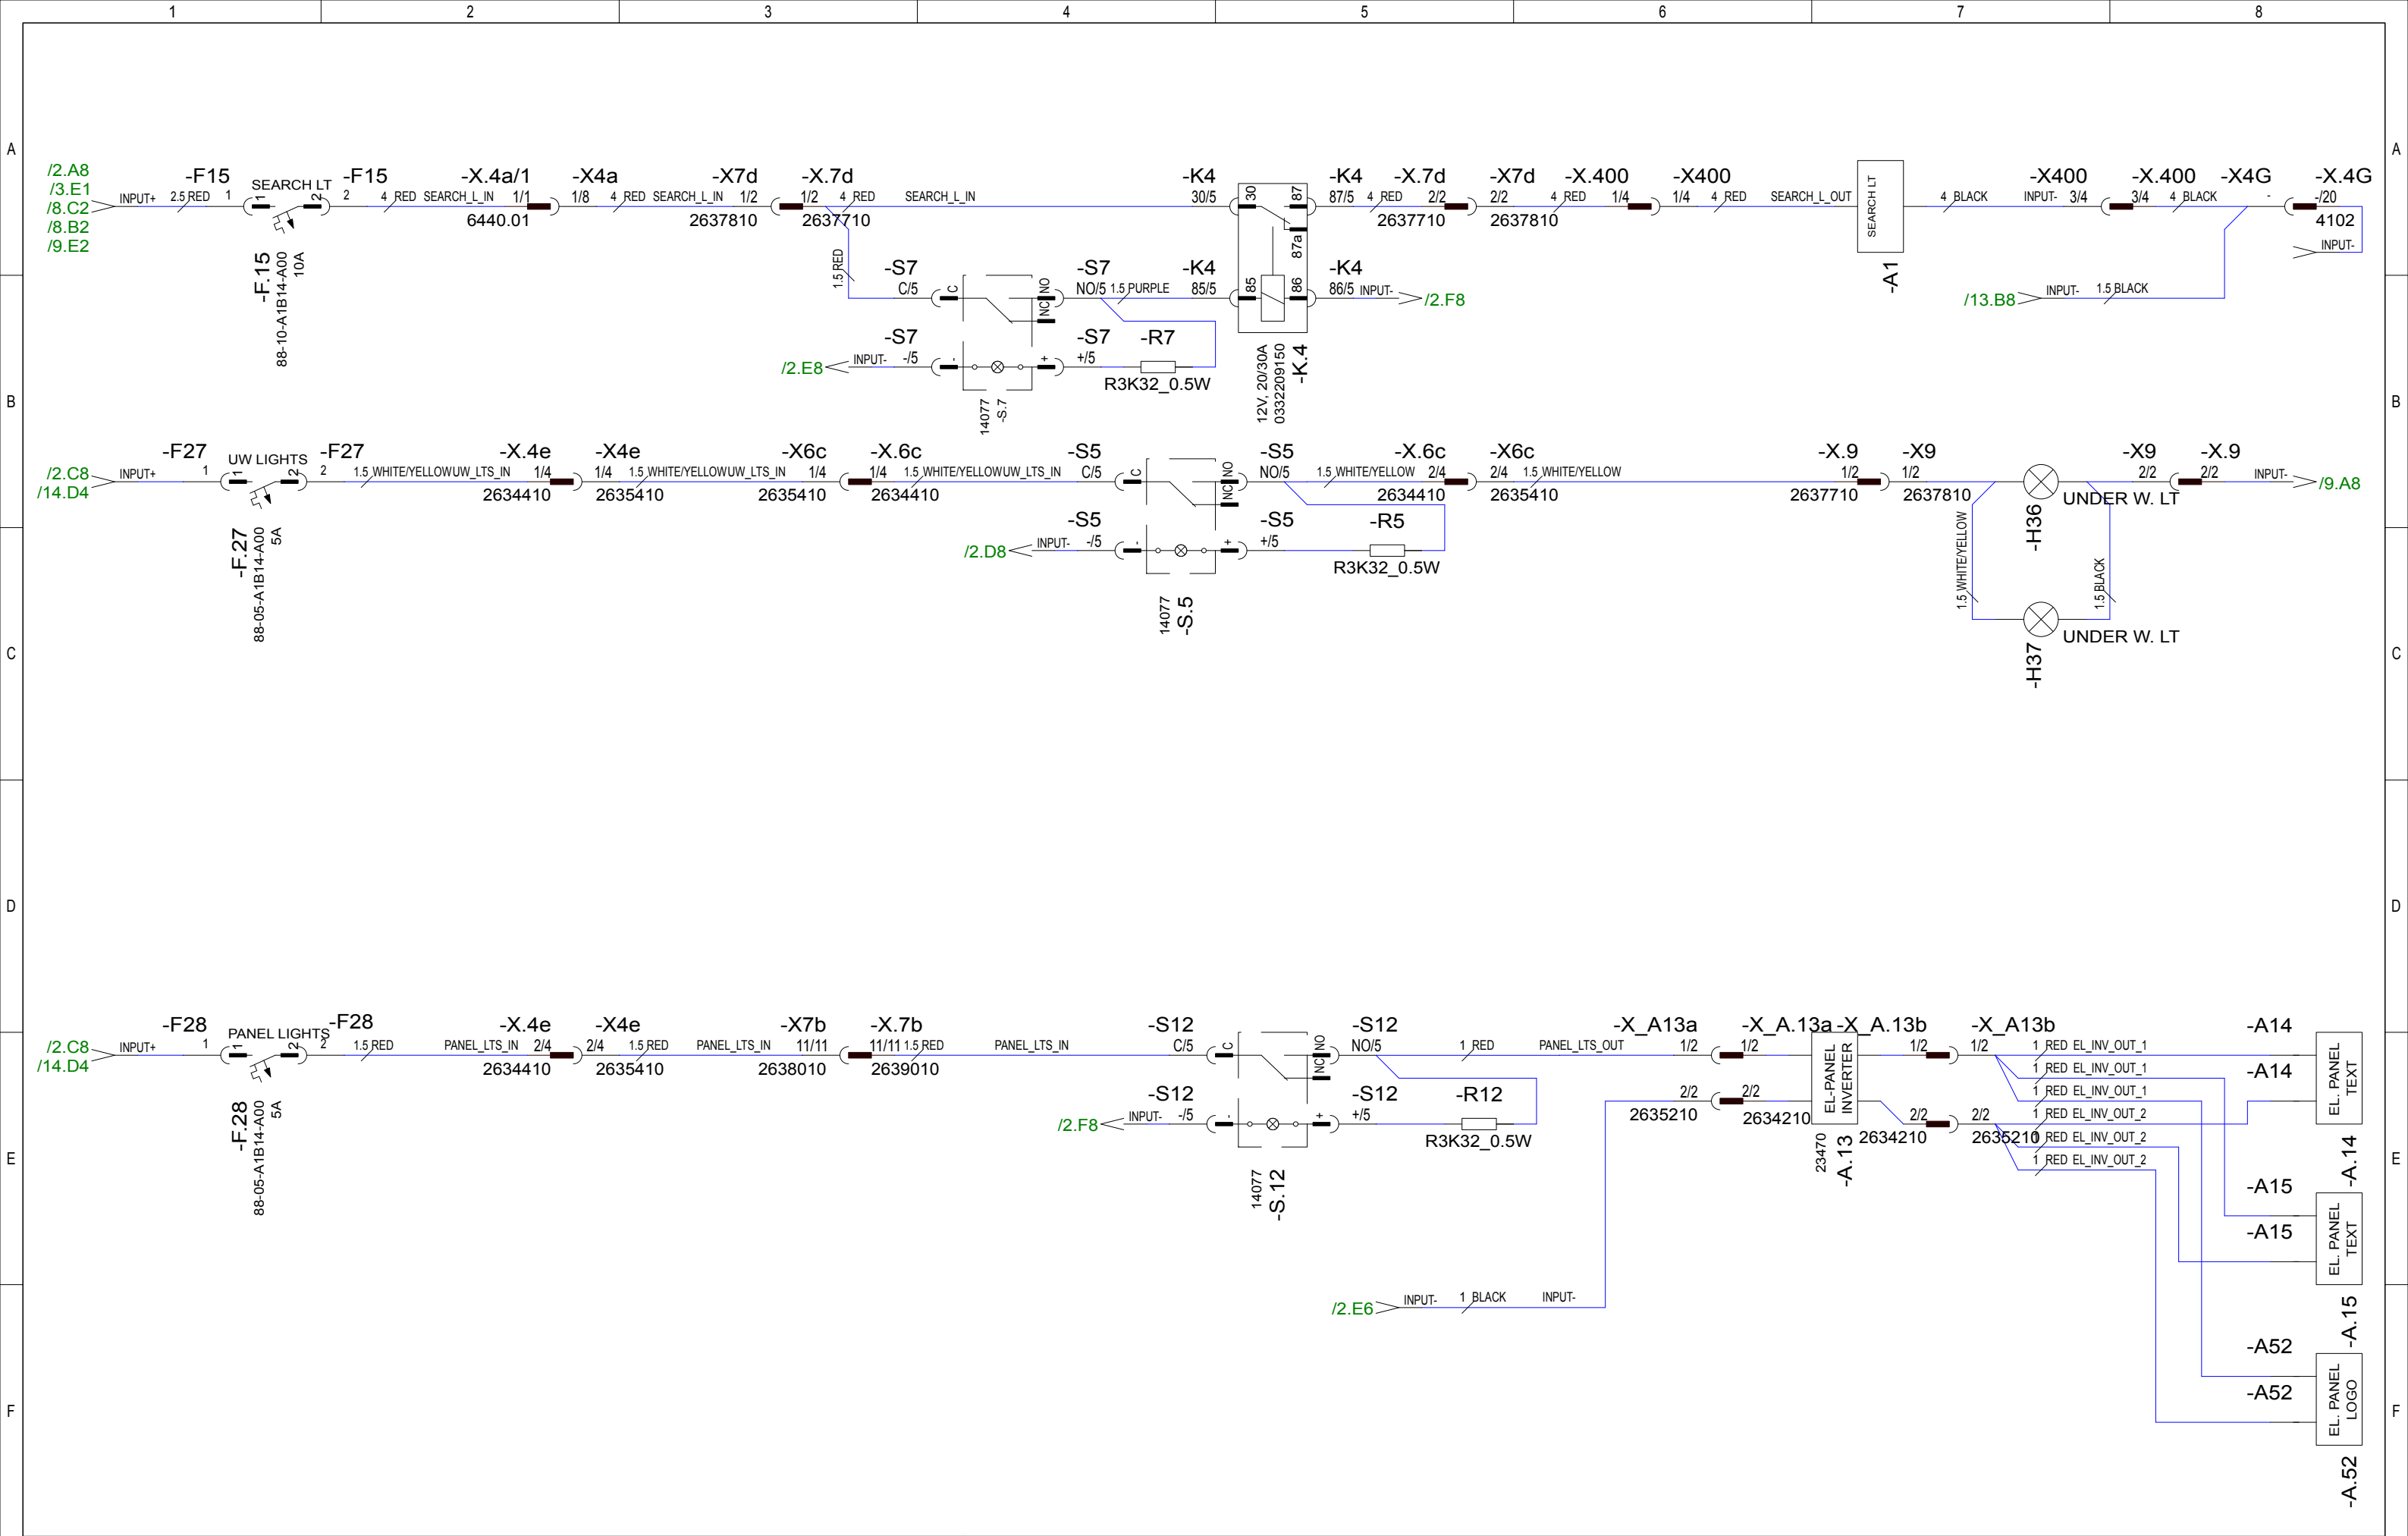 1 2 3 4 5 6 7 8
A A
/2.A8
/3.E1
/8.C2
/8.B2
/9.E2
INPUT+ 2.5 RED 1
-F15 SEARCH LT -F15
1 2 2
-F.15
88-10-A1B14-A00
10A
4 RED SEARCH_L_IN
-X.4a/1 -X4a
1/1 1/8
6440.01
4 RED SEARCH_L_IN
-X7d -X.7d
1/2 1/2
2637810 2637710
4 RED SEARCH_L_IN
1.5 RED
-K4 -K4
30/5 30 87 87/5
87a
4 RED
-X.7d -X7d
2/2 2/2
2637710 2637810
4 RED
-X.400 -X400
1/4 1/4
4 RED SEARCH_L_OUT
SEARCH LT
-A1
4 BLACK INPUT-
-X400 -X.400
3/4 3/4
4 BLACK
-X4G -X.4G
- -/20
4102
INPUT-
/13.B8 INPUT- 1.5 BLACK
-S7 -S7
C/5 C NO NC NO/5
1.5 PURPLE
-K4 -K4
85/5 85 86 86/5
INPUT- /2.F8
/2.E8 INPUT-
-S7 -S7
-/5 - + +/5
-R7
R3K32_0.5W
14077
-S.7
12V, 20/30A
0332209150
-K.4
B B
/2.C8
/14.D4
INPUT+ 1
-F27 UW LIGHTS -F27
1 2 2
-F.27
88-05-A1B14-A00
5A
1.5 WHITE/YELLOW UW_LTS_IN
-X.4e -X4e
1/4 1/4
2634410 2635410
1.5 WHITE/YELLOW UW_LTS_IN
-X6c -X.6c
1/4 1/4
2635410 2634410
1.5 WHITE/YELLOW UW_LTS_IN
-S5 -S5
C/5 C NO NC NO/5
1.5 WHITE/YELLOW
-X.6c -X6c
2/4 2/4
2634410 2635410
1.5 WHITE/YELLOW
-X.9 -X9
1/2 1/2
2637710 2637810
-H36
UNDER W. LT
-X9 -X.9
2/2 2/2
INPUT- /9.A8
/2.D8 INPUT-
-S5 -S5
-/5 - + +/5
-R5
R3K32_0.5W
14077
-S.5
1.5 WHITE/YELLOW
1.5 BLACK
-H37
UNDER W. LT
C C
D D
/2.C8
/14.D4
INPUT+ 1
-F28 PANEL LIGHTS -F28
1 2 2
-F.28
88-05-A1B14-A00
5A
1.5 RED PANEL_LTS_IN
-X.4e -X4e
2/4 2/4
2634410 2635410
1.5 RED PANEL_LTS_IN
-X7b -X.7b
11/11 11/11
2638010 2639010
1.5 RED PANEL_LTS_IN
-S12 -S12
C/5 C NO NC NO/5
1 RED PANEL_LTS_OUT
-X_A13a -X_A.13a
1/2 1/2
2/2 2/2
2635210 2634210
EL-PANEL
INVERTER
23470
-A.13
-X_A.13b -X_A13b
1/2 1/2
2/2 2/2
2634210 2635210
1 RED EL_INV_OUT_1
1 RED EL_INV_OUT_1
1 RED EL_INV_OUT_1
1 RED EL_INV_OUT_2
1 RED EL_INV_OUT_2
1 RED EL_INV_OUT_2
-A14
-A14
EL. PANEL
TEXT
-A.14
/2.F8 INPUT-
-S12 -S12
-/5 - + +/5
-R12
R3K32_0.5W
14077
-S.12
E E
-A15
-A15
EL. PANEL
TEXT
-A.15
/2.E6 INPUT- 1 BLACK INPUT-
-A52
-A52
EL. PANEL
LOGO
-A.52
F F